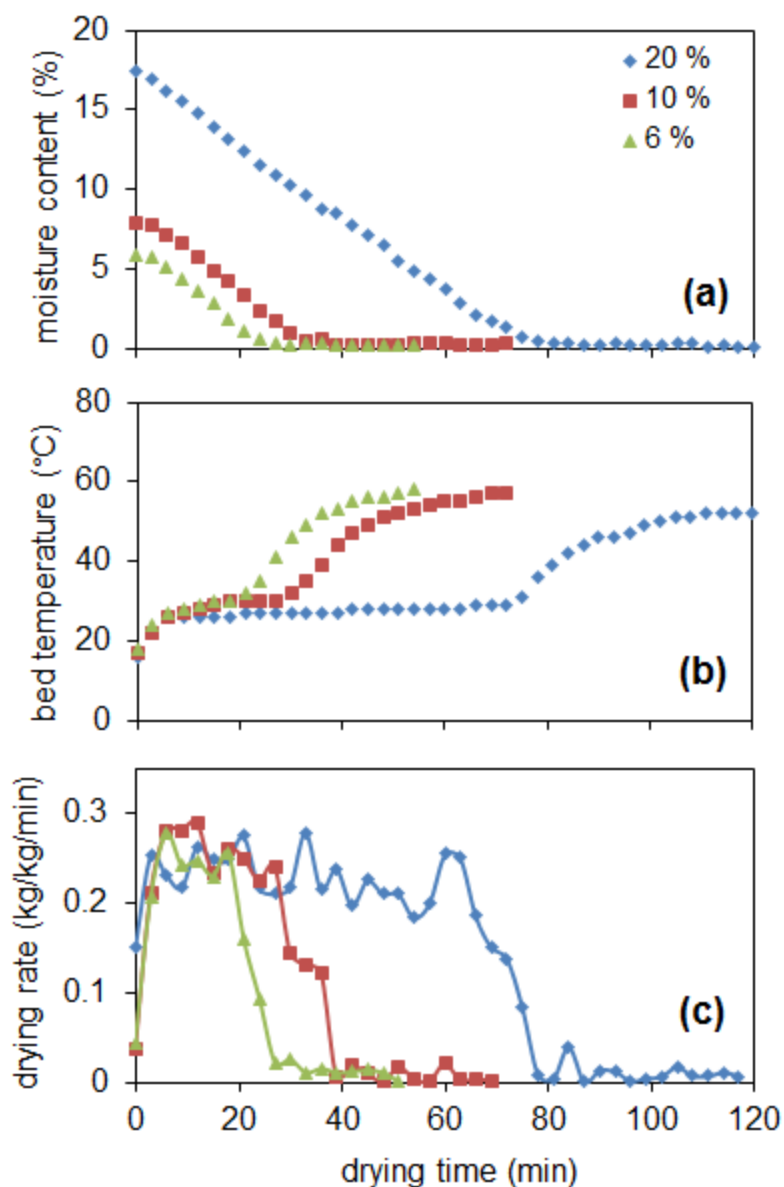 20
15
10
5
0
moisture content (%)
20 %
10 %
6 %
(a)
80
60
40
20
0
bed temperature (°C)
(b)
0.3
0.2
0.1
0
drying rate (kg/kg/min)
(c)
0 20 40 60 80 100 120
drying time (min)